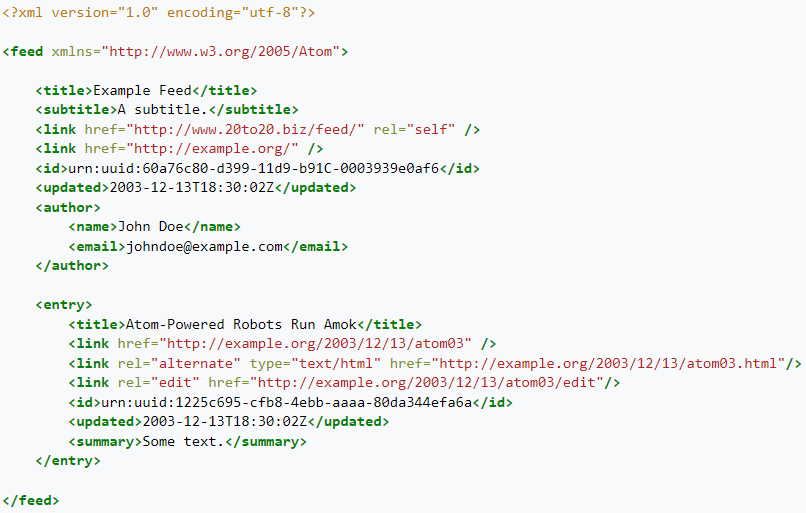 <?xml version="1.0" encoding="utf-8"?>
<feed xmlns="http://www.w3.org/2005/Atom">
<title>Example Feed</title>
<subtitle>A subtitle.</subtitle>
<link href="http://www.20to20.biz/feed/" rel="self" />
<link href="http://example.org/" />
<id>urn:uuid:60a76c80-d399-11d9-b91C-0003939e0af6</id>
<updated>2003-12-13T18:30:02Z</updated>
<author>
<name>John Doe</name>
<email>johndoe@example.com</email>
</author>
<entry>
<title>Atom-Powered Robots Run Amok</title>
<link href="http://example.org/2003/12/13/atom03" />
<link rel="alternate" type="text/html" href="http://example.org/2003/12/13/atom03.html"/>
<link rel="edit" href="http://example.org/2003/12/13/atom03/edit"/>
<id>urn:uuid:1225c695-cfb8-4ebb-aaaa-80da344efa6a</id>
<updated>2003-12-13T18:30:02Z</updated>
<summary>Some text.</summary>
</entry>
</feed>